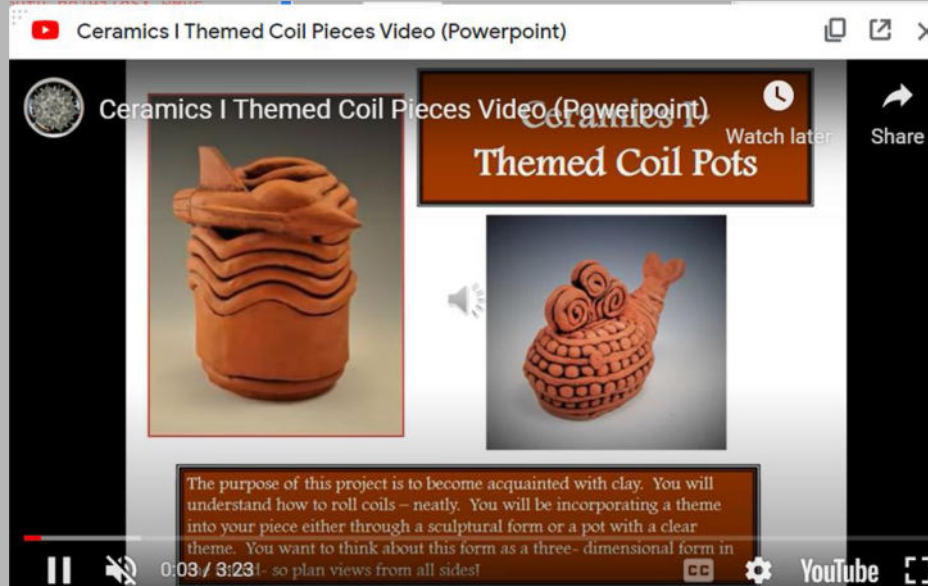 Ceramics I Themed Coil Pieces Video (Powerpoint)
Ceramics I Themed Coil Pieces Video (Powerpoint)
Ceramics I-
Watch later
Share
Themed Coil Pots
The purpose of this project is to become acquainted with clay. You will
understand how to roll coils – neatly. You will be incorporating a theme
into your piece either through a sculptural form or a pot with a clear
theme. You want to think about this form as a three- dimensional form in
so plan views from all sides!
0:03 / 3:23
CC
YouTube